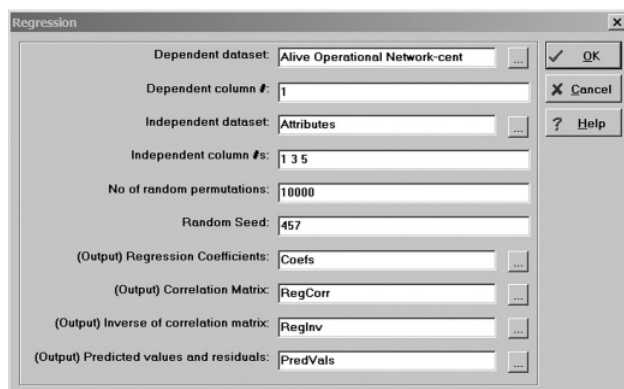 Regression
Dependent dataset: Alive Operational Network-cent ...
Dependent column #: 1
Independent dataset: Attributes ...
Independent column #s: 1 3 5
No of random permutations: 10000
Random Seed: 457
(Output) Regression Coefficients: Coefs ...
(Output) Correlation Matrix: RegCorr ...
(Output) Inverse of correlation matrix: RegInv ...
(Output) Predicted values and residuals: PredVals ...
OK
Cancel
? Help